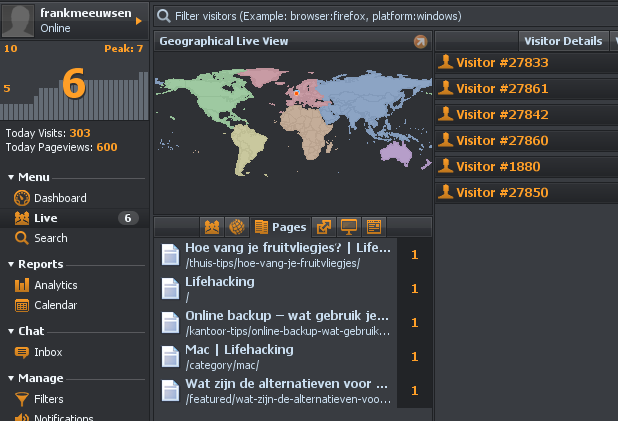 frankmeeuwsen
Online
10
Peak: 7
5
6
Today Visits: 303
Today Pageviews: 600
Menu
Dashboard
Live
6
Search
Reports
Analytics
Calendar
Chat
Inbox
Manage
Filters
Notifications
Filter visitors (Example: browser:firefox, platform:windows)
Geographical Live View
Pages
Hoe vang je fruitvliegjes? | Life...
1
/thuis-tips/hoe-vang-je-fruitvliegjes/
Lifehacking
1
/
Online backup — wat gebruik je...
1
/kantoor-tips/online-backup-wat-gebruik...
Mac | Lifehacking
1
/category/mac/
Wat zijn de alternatieven voor ...
1
/featured/wat-zijn-de-alternatieven-voo...
Visitor Details
Visitor #27833
Visitor #27861
Visitor #27842
Visitor #27860
Visitor #1880
Visitor #27850